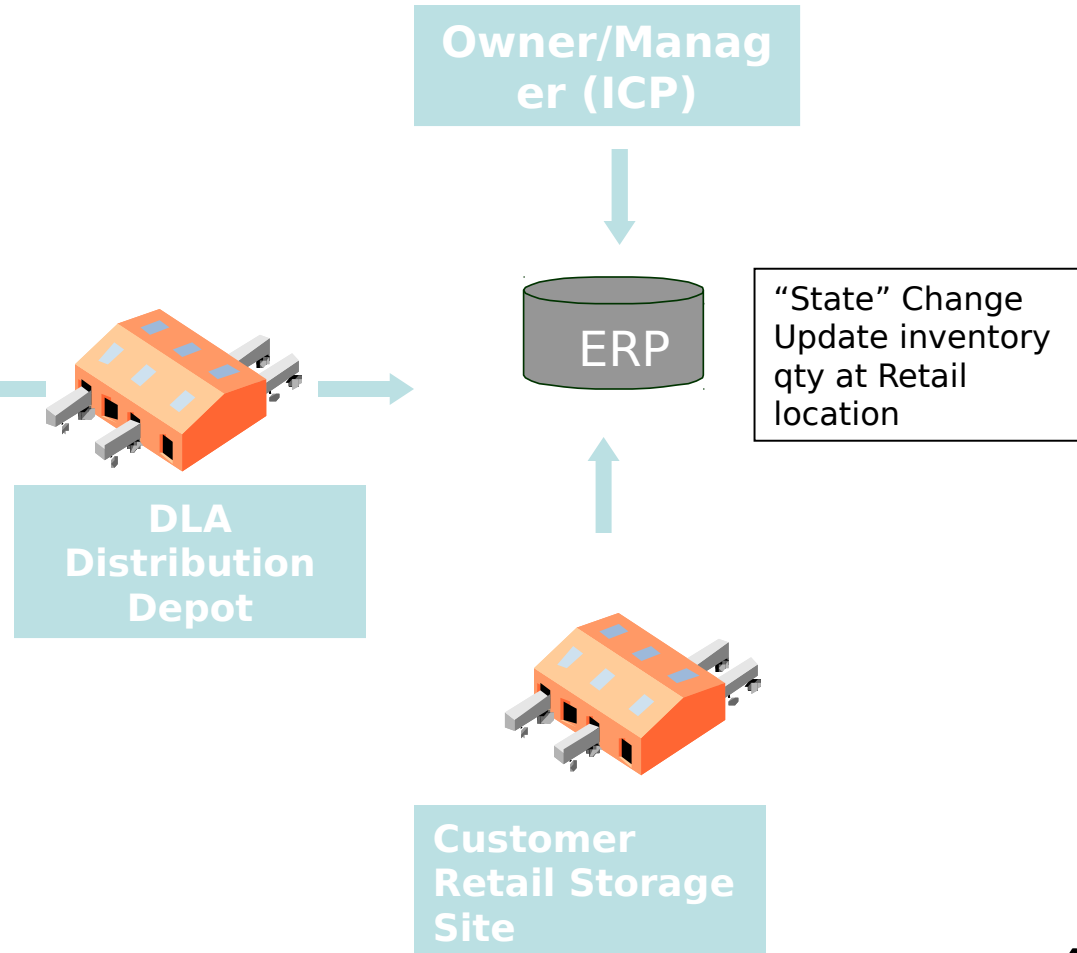 Owner/Manag
er (ICP)
ERP
“State” Change
Update inventory
qty at Retail
location
DLA
Distribution
Depot
Customer
Retail Storage
Site